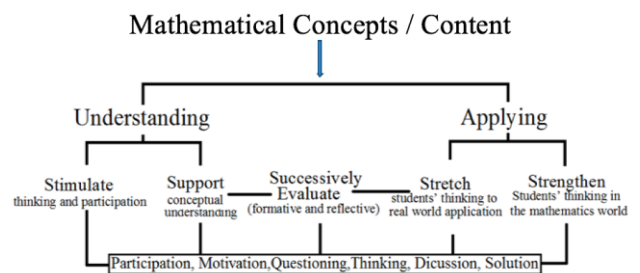 Mathematical Concepts / Content
Understanding
Applying
Stimulate
thinking and participation
Support
conceptual
understanding
Successively
Evaluate
(formative and reflective)
Stretch
students' thinking to
real world application
Strengthen
Students' thinking in
the mathematics world
Participation, Motivation,Questioning,Thinking, Dicussion, Solution